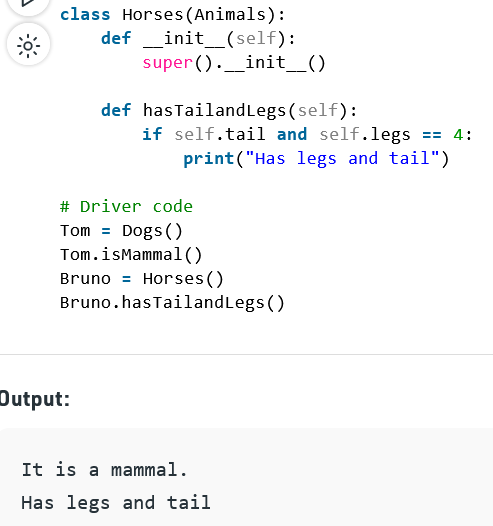 class Horses(Animals):
    def __init__(self):
        super().__init__()

    def hasTailandLegs(self):
        if self.tail and self.legs == 4:
            print("Has legs and tail")

# Driver code
Tom = Dogs()
Tom.isMammal()
Bruno = Horses()
Bruno.hasTailandLegs()
Output:
It is a mammal.
Has legs and tail